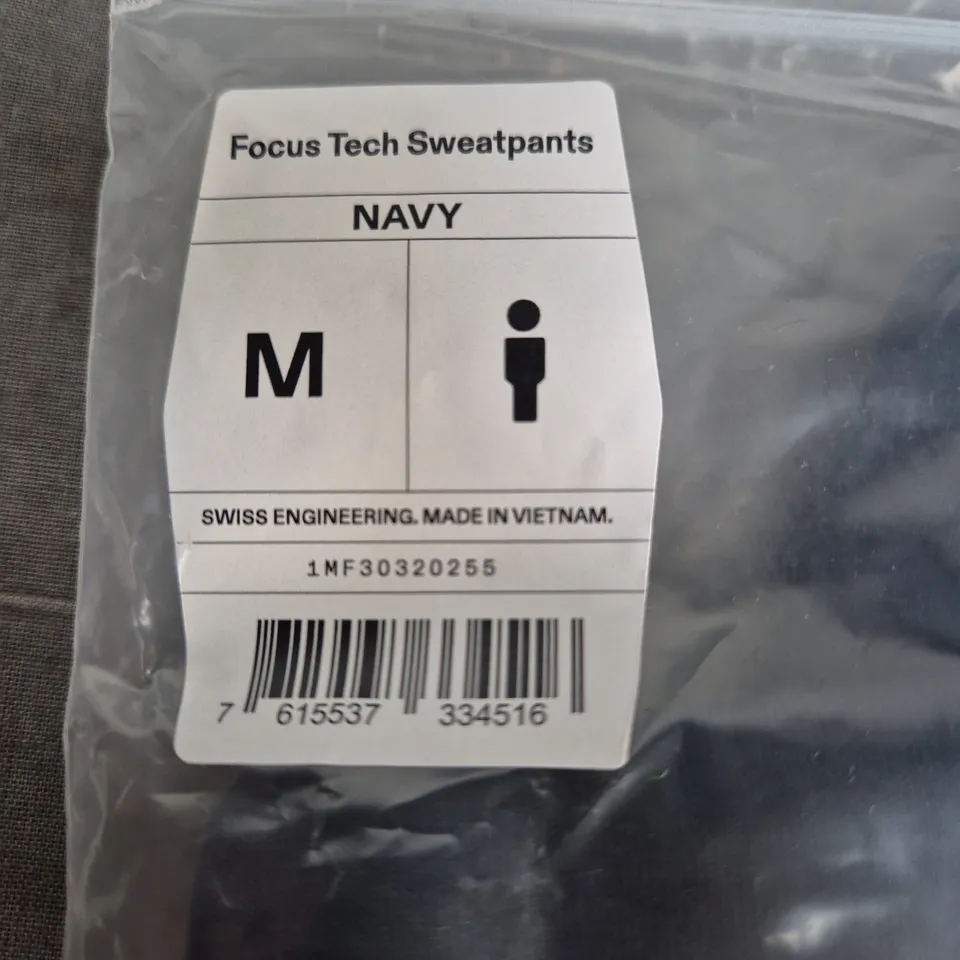 Focus Tech Sweatpants
NAVY
M
SWISS ENGINEERING. MADE IN VIETNAM.
1MF30320255
7 615537 334516